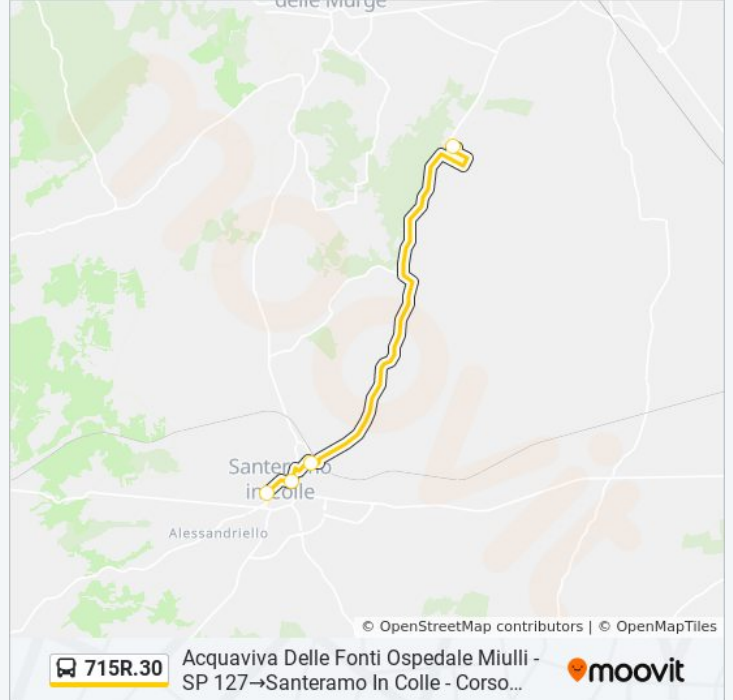 delle Murge
Santeramo
in Colle
Alessandriello
moovit
© OpenStreetMap contributors | © OpenMapTiles
715R.30
Acquaviva Delle Fonti Ospedale Miulli -
SP 127→Santeramo In Colle - Corso...
moovit